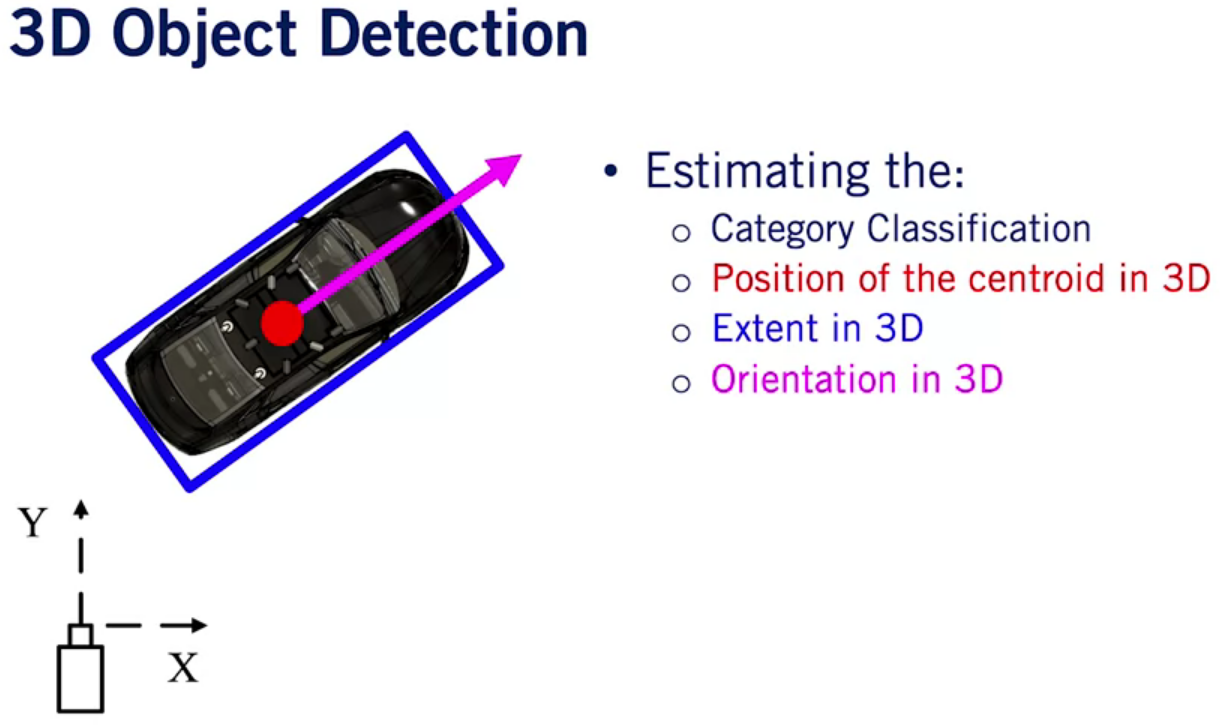 3D Object Detection
• Estimating the:
o Category Classification
o Position of the centroid in 3D
o Extent in 3D
o Orientation in 3D
Y
X